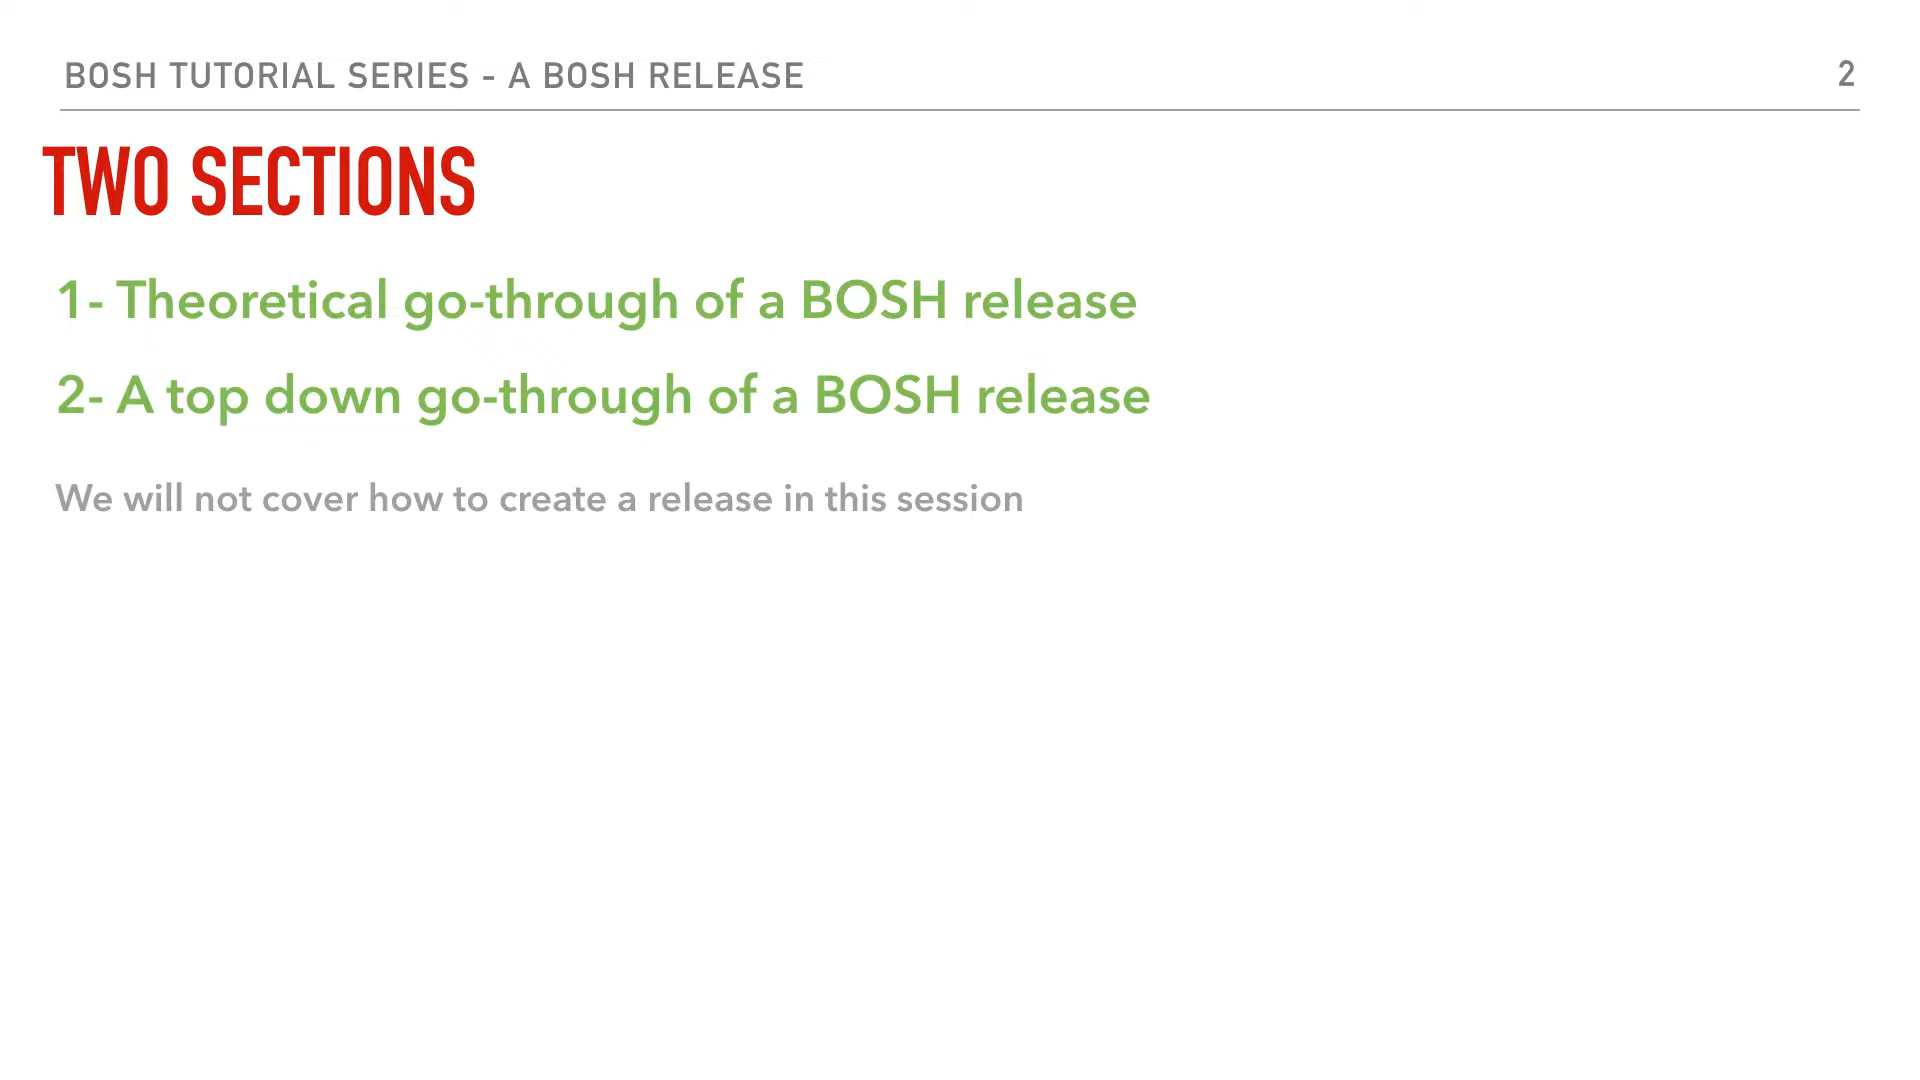 BOSH TUTORIAL SERIES - A BOSH RELEASE
2
TWO SECTIONS
1- Theoretical go-through of a BOSH release
2- A top down go-through of a BOSH release
We will not cover how to create a release in this session